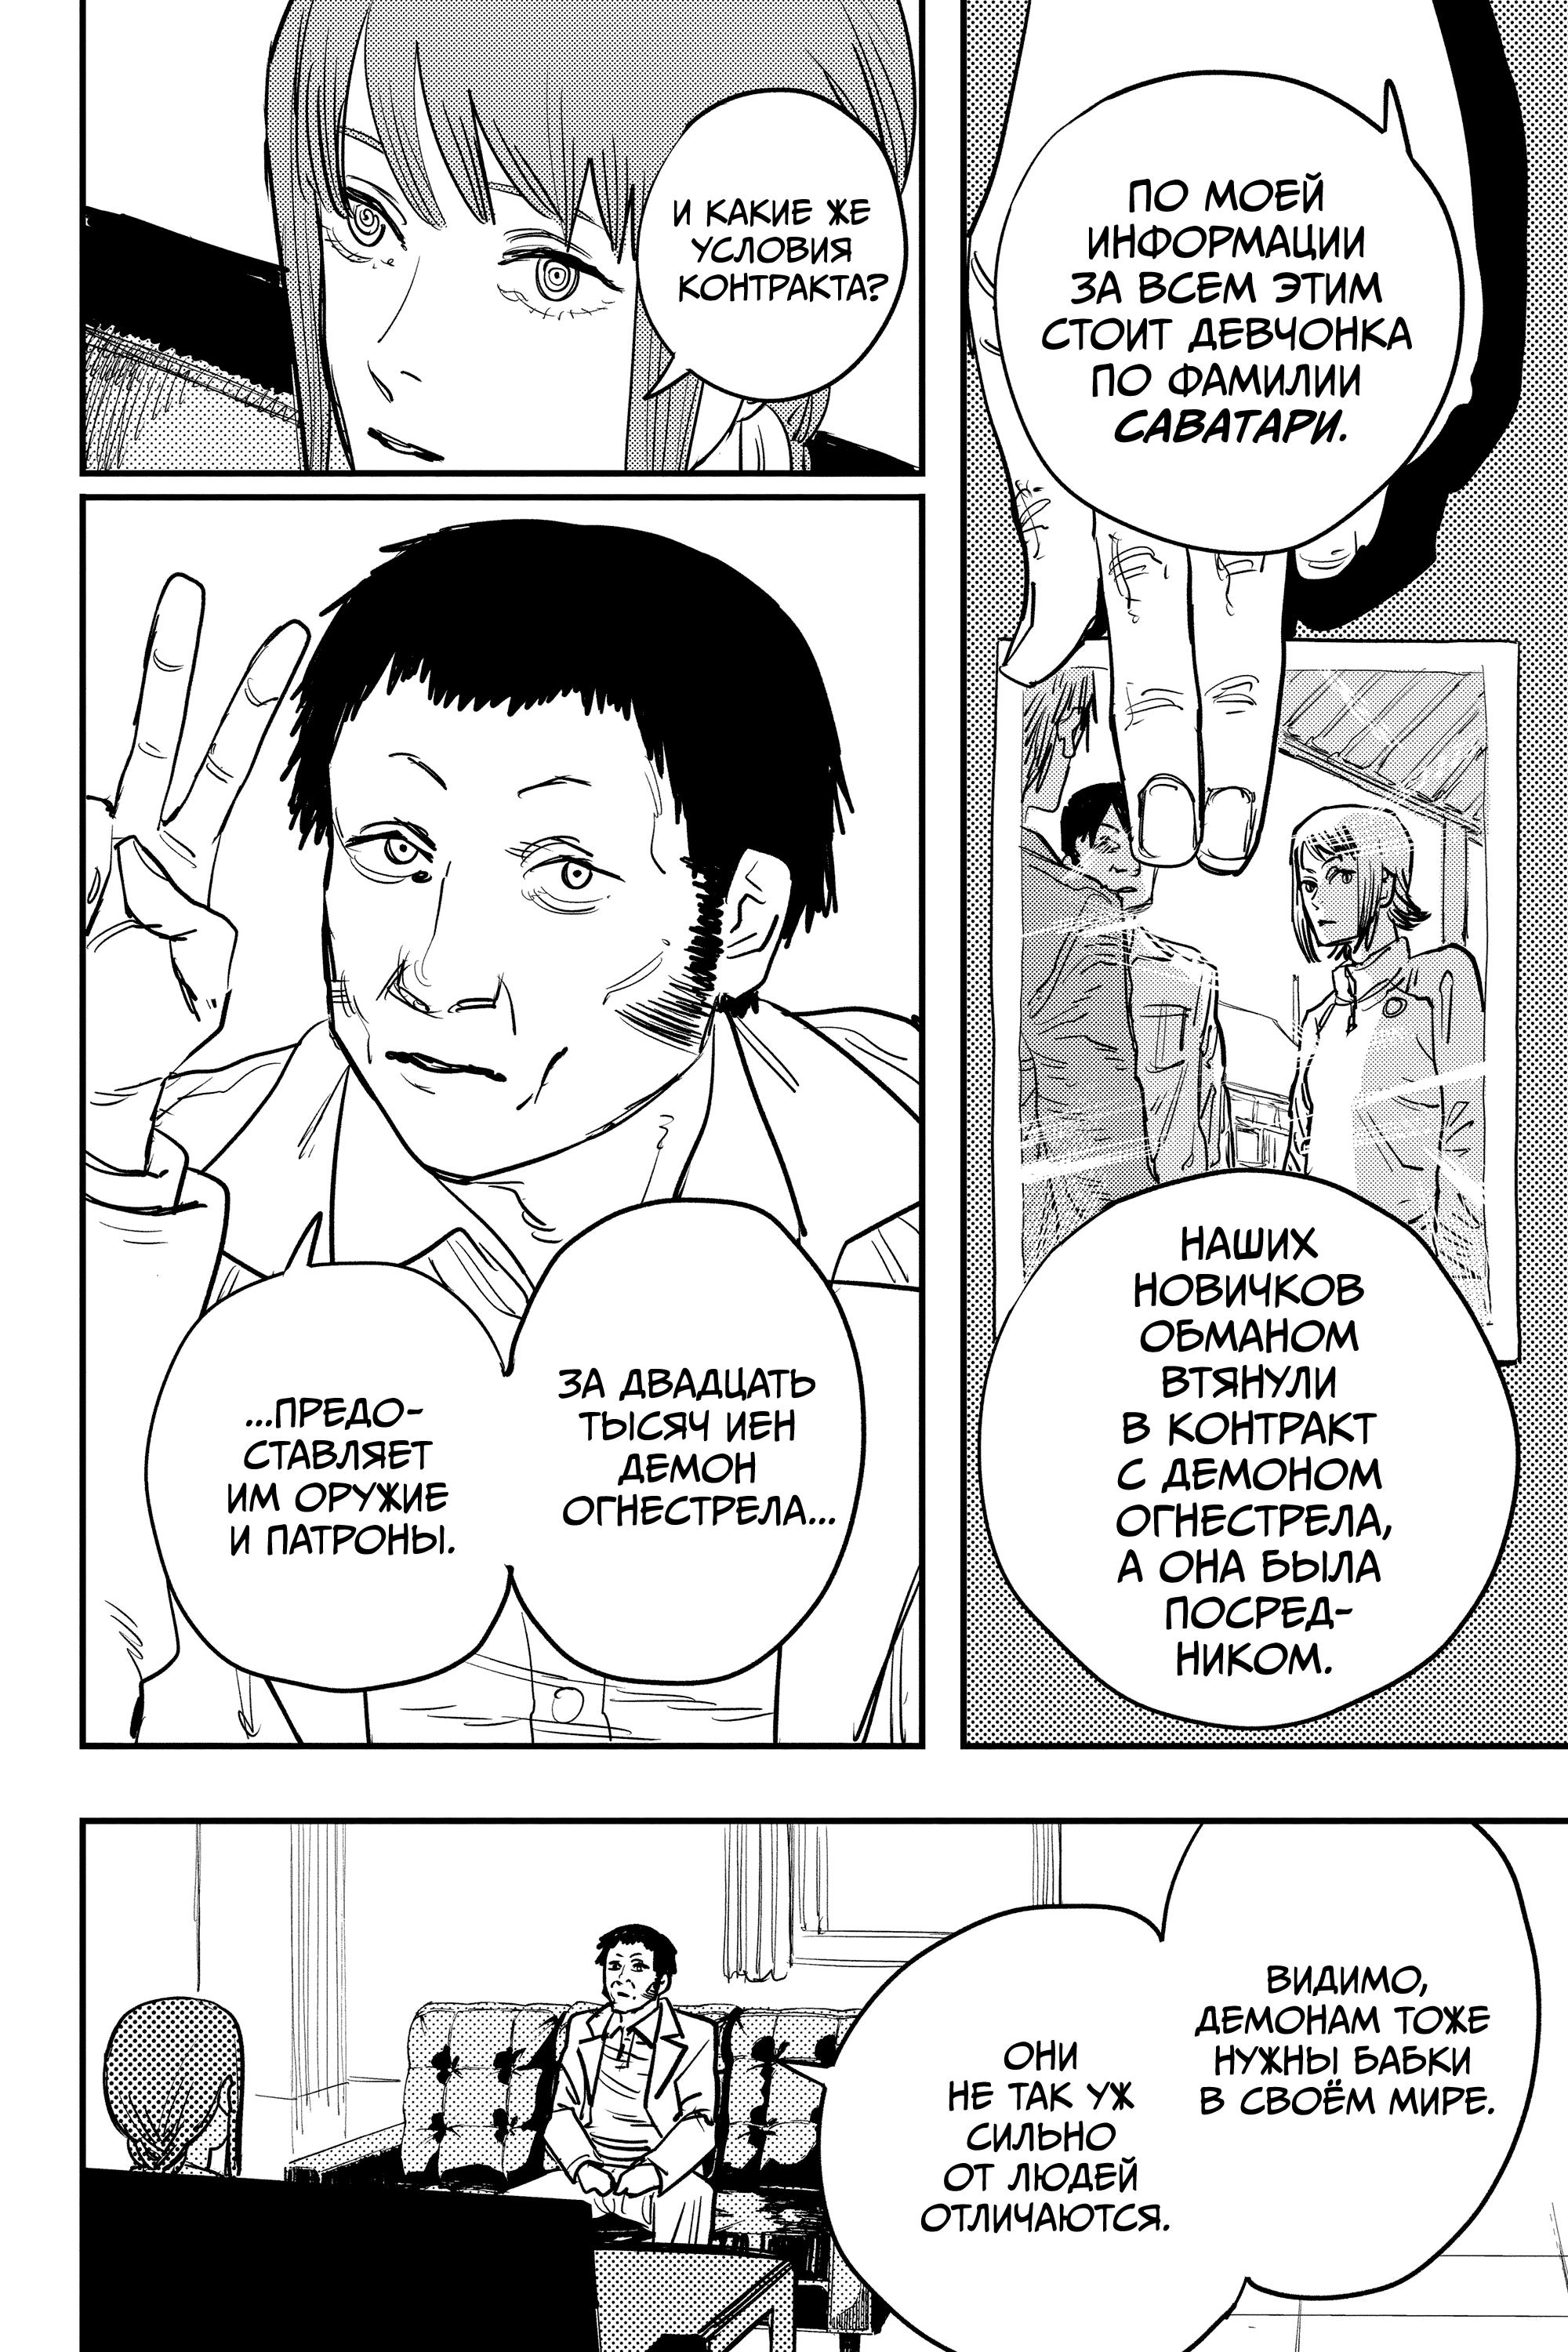 ПО МОЕЙ
ИНФОРМАЦИИ
ЗА ВСЕМ ЭТИМ
СТОИТ ДЕВЧОНКА
ПО ФАМИЛИИ
САВАТАРИ.
НАШИХ
НОВИЧКОВ
ОБМАНОМ
ВТЯНУЛИ
В КОНТРАКТ
С ДЕМОНОМ
ОГНЕСТРЕЛА,
А ОНА БЫЛА
ПОСРЕД-
НИКОМ.
И КАКИЕ ЖЕ
УСЛОВИЯ
КОНТРАКТА?
ЗА ДВАДЦАТЬ
ТЫСЯЧ ИЕН
ДЕМОН
ОГНЕСТРЕЛА...
...ПРЕДО-
СТАВЛЯЕТ
ИМ ОРУЖИЕ
И ПАТРОНЫ.
ВИДИМО,
ДЕМОНАМ ТОЖЕ
НУЖНЫ БАБКИ
В СВОЁМ МИРЕ.
ОНИ
НЕ ТАК УЖ
СИЛЬНО
ОТ ЛЮДЕЙ
ОТЛИЧАЮТСЯ.